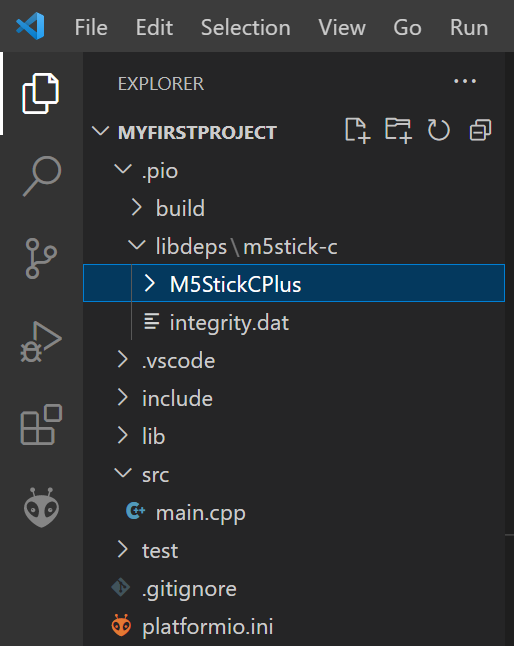 File Edit Selection View Go Run
EXPLORER
MYFIRSTPROJECT
.pio
build
libdeps\m5stick-c
M5StickCPlus
integrity.dat
.vscode
include
lib
src
main.cpp
test
.gitignore
platformio.ini